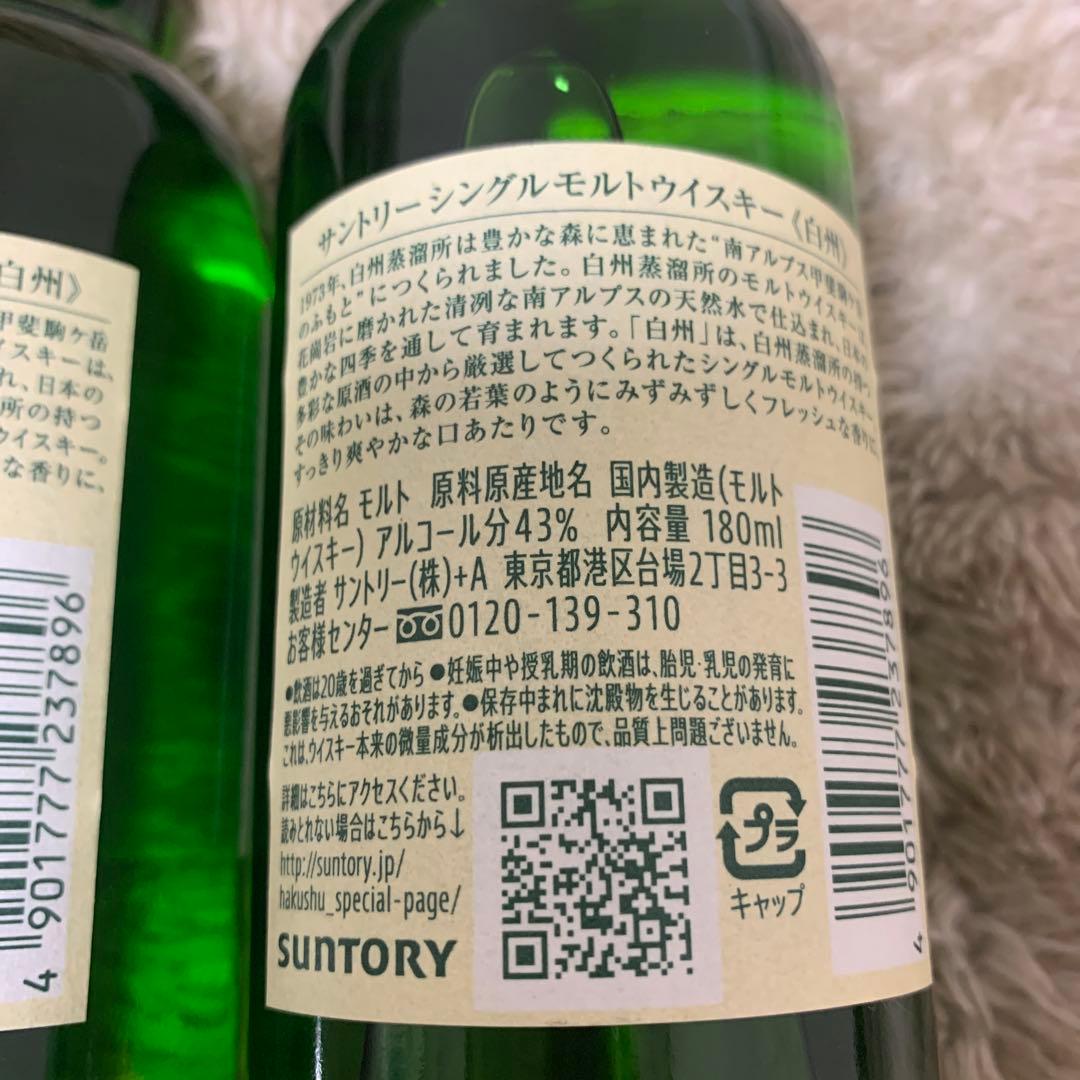 サントリー シングルモルトウイスキー 《白州》
1973年、白州蒸溜所は豊かな森に恵まれた“南アルプス甲斐駒ケ
のふもと”につくられました。白州蒸溜所のモルトウイスキーは、
花崗岩に磨かれた清冽な南アルプスの天然水で仕込まれ、日本の
豊かな四季を通して育まれます。「白州」は、白州蒸溜所の持つ
多彩な原酒の中から厳選してつくられたシングルモルトウイスキー
その味わいは、森の若葉のようにみずみずしくフレッシュな香りに、
すっきり爽やかな口あたりです。
原材料名 モルト 原料原産地名 国内製造(モルト
ウイスキー) アルコール分43% 内容量 180ml
製造者 サントリー(株)+A 東京都港区台場2丁目3-3
お客様センター 0120-139-310
●飲酒は20歳を過ぎてから ●妊娠中や授乳期の飲酒は、胎児・乳児の発育に
悪影響を与えるおそれがあります。●保存中まれに沈殿物を生じることがあります。
これは、ウイスキー本来の微量成分が析出したもので、品質上問題ございません。
詳細はこちらにアクセスください。
読みとれない場合はこちらから↓
http://suntory.jp/
hakushu_special-page/
SUNTORY
プラ
キャップ
4 901777 237896
白州》
甲斐駒ケ岳
イスキーは、
れ、日本の
所の持つ
ウイスキー。
な香りに、
4 901777 237896